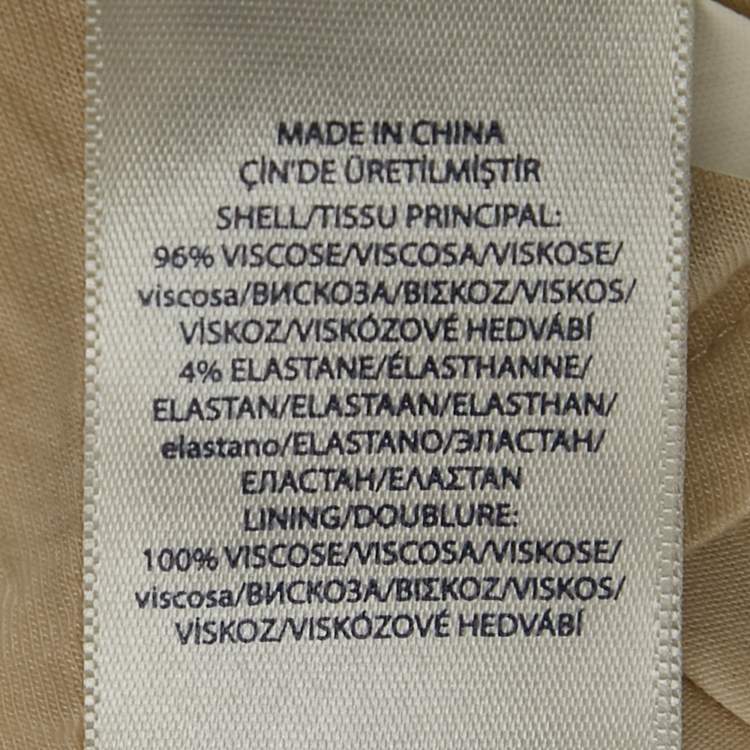 MADE IN CHINA
ÇİN'DE ÜRETİLMİŞTİR
SHELL/TISSU PRINCIPAL:
96% VISCOSE/VISCOSA/VISKOSE/
viscosa/ВИСКОЗА/ΒΙΣΚΟΖ/VISKOS/
VİSKOZ/VISKÓZOVÉ HEDVÁBÍ
4% ELASTANE/ÉLASTHANNE/
ELASTAN/ELASTAAN/ELASTHAN/
elastano/ELASTANO/ЭЛАСТАН/
ЕЛАСТАН/ΕΛΑΣΤΑΝ
LINING/DOUBLURE:
100% VISCOSE/VISCOSA/VISKOSE/
viscosa/ВИСКОЗА/ΒΙΣΚΟΖ/VISKOS/
VİSKOZ/VISKÓZOVÉ HEDVÁBÍ